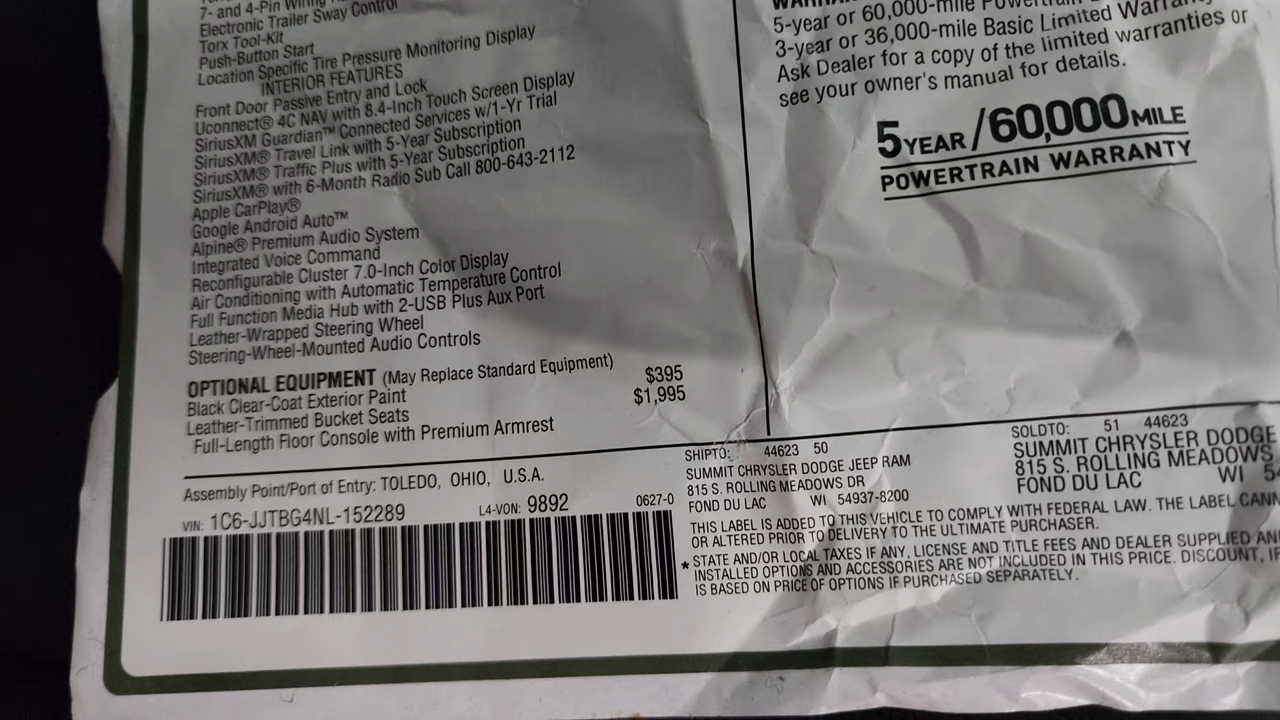 7- and 4-Pin Wiring
Electronic Trailer Sway Control
Torx Tool-Kit
Push-Button Start
Location Specific Tire Pressure Monitoring Display
INTERIOR FEATURES
Front Door Passive Entry and Lock
Uconnect® 4C NAV with 8.4-Inch Touch Screen Display
SiriusXM Guardian™ Connected Services w/1-Yr Trial
SiriusXM® Travel Link with 5-Year Subscription
SiriusXM® Traffic Plus with 5-Year Subscription
SiriusXM® with 6-Month Radio Sub Call 800-643-2112
Apple CarPlay®
Google Android Auto™
Alpine® Premium Audio System
Integrated Voice Command
Reconfigurable Cluster 7.0-Inch Color Display
Air Conditioning with Automatic Temperature Control
Full Function Media Hub with 2-USB Plus Aux Port
Leather-Wrapped Steering Wheel
Steering-Wheel-Mounted Audio Controls
OPTIONAL EQUIPMENT (May Replace Standard Equipment)
Black Clear-Coat Exterior Paint $395
Leather-Trimmed Bucket Seats $1,995
Full-Length Floor Console with Premium Armrest
5-year or 60,000-mile Powertrain
3-year or 36,000-mile Basic Limited Warranty
Ask Dealer for a copy of the limited warranties or
see your owner's manual for details.
5 YEAR / 60,000 MILE
POWERTRAIN WARRANTY
Assembly Point/Port of Entry: TOLEDO, OHIO, U.S.A.
VIN: 1C6-JJTBG4NL-152289 L4-VON: 9892 0627-0
SHIPTO: 44623 50
SUMMIT CHRYSLER DODGE JEEP RAM
815 S. ROLLING MEADOWS DR
FOND DU LAC WI 54937-8200
SOLDTO: 51 44623
SUMMIT CHRYSLER DODGE
815 S. ROLLING MEADOWS
FOND DU LAC WI 54
THIS LABEL IS ADDED TO THIS VEHICLE TO COMPLY WITH FEDERAL LAW. THE LABEL CANN
OR ALTERED PRIOR TO DELIVERY TO THE ULTIMATE PURCHASER.
* STATE AND/OR LOCAL TAXES IF ANY, LICENSE AND TITLE FEES AND DEALER SUPPLIED AN
INSTALLED OPTIONS AND ACCESSORIES ARE NOT INCLUDED IN THIS PRICE. DISCOUNT, IF
IS BASED ON PRICE OF OPTIONS IF PURCHASED SEPARATELY.